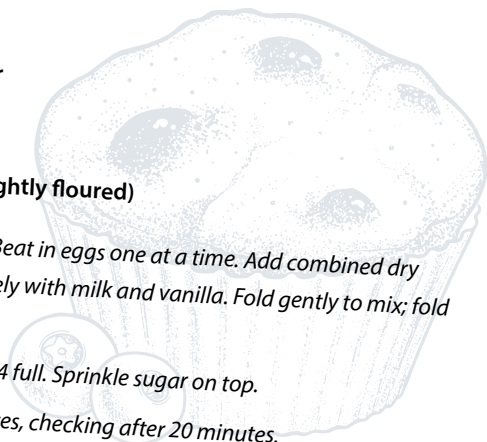 ghtly floured)
Beat in eggs one at a time. Add combined dry
ely with milk and vanilla. Fold gently to mix; fold
4 full. Sprinkle sugar on top.
es, checking after 20 minutes.